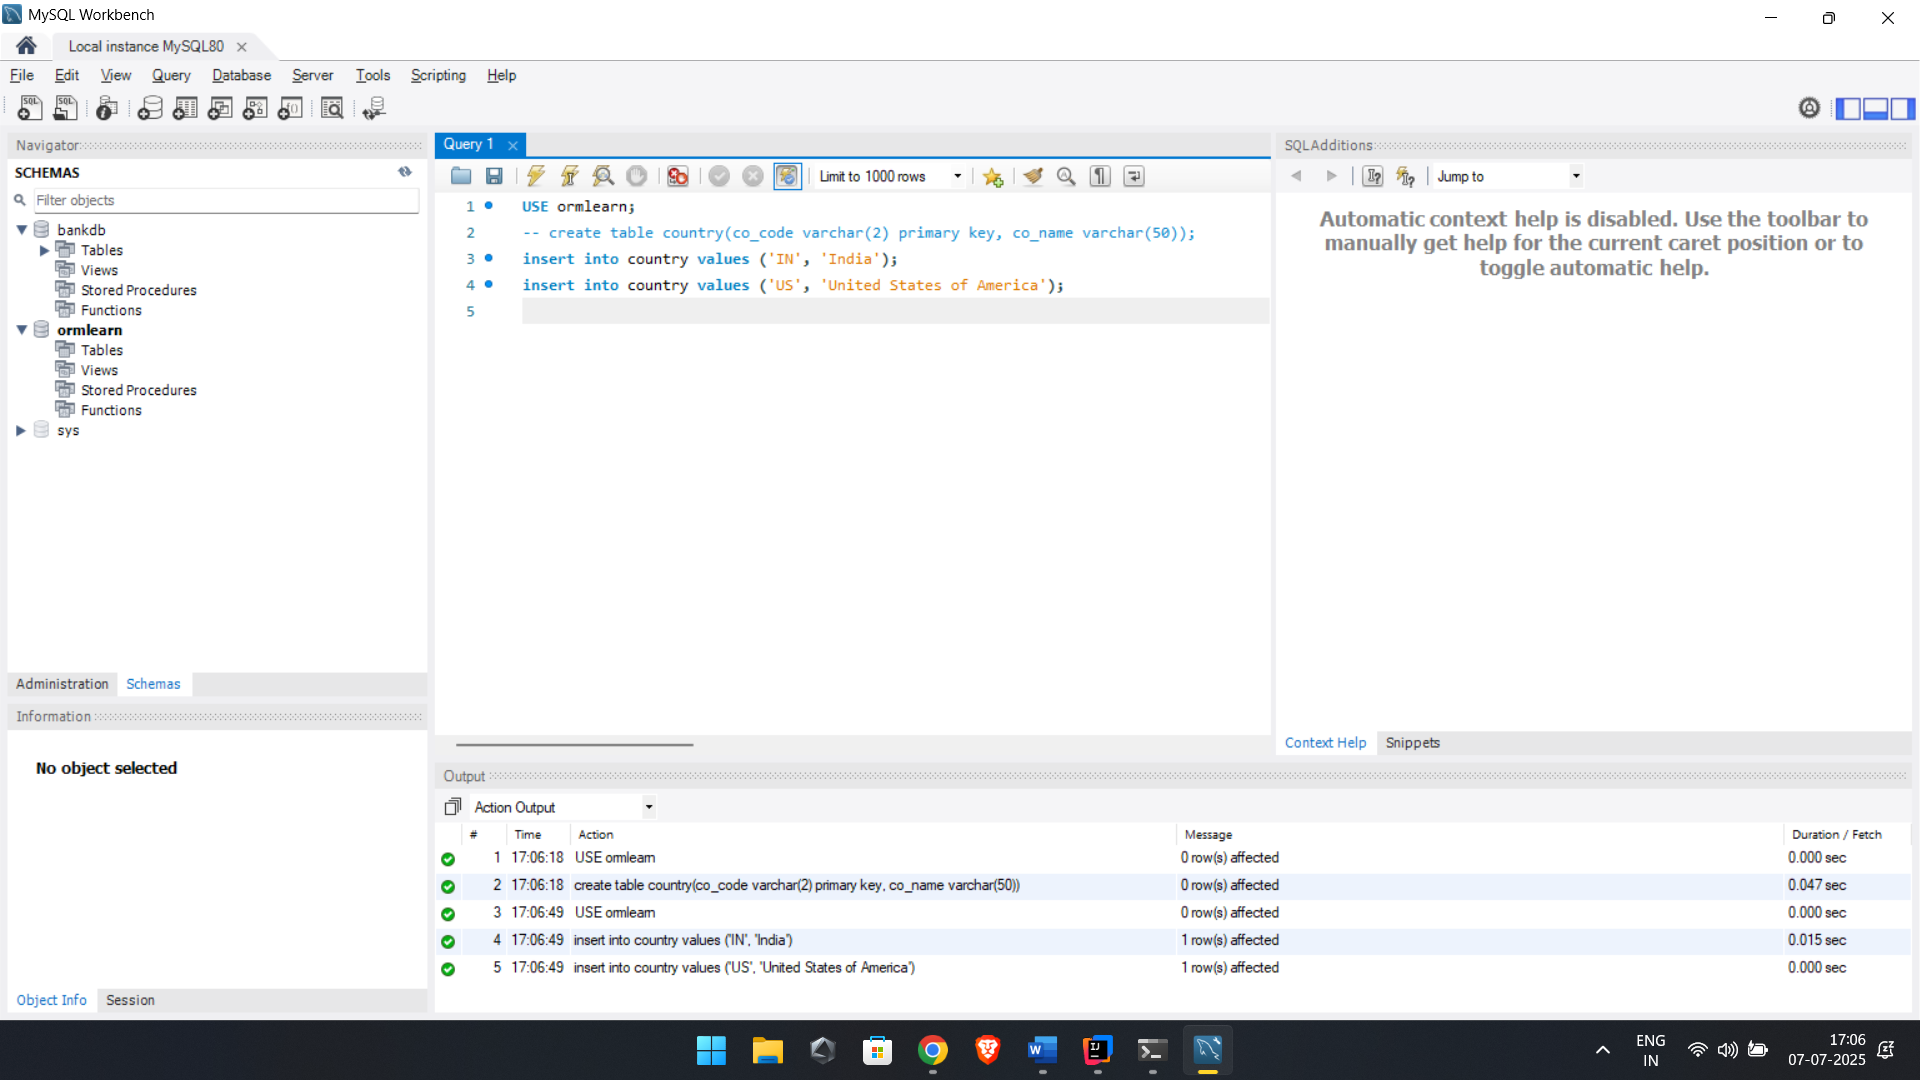 MySQL Workbench
Local instance MySQL80
File Edit View Query Database Server Tools Scripting Help
Navigator
SCHEMAS
Filter objects
bankdb
Tables
Views
Stored Procedures
Functions
ormlearn
Tables
Views
Stored Procedures
Functions
sys
Administration Schemas
Information
No object selected
Object Info Session
Query 1
Limit to 1000 rows
1 USE ormlearn;
2 -- create table country(co_code varchar(2) primary key, co_name varchar(50));
3 insert into country values ('IN', 'India');
4 insert into country values ('US', 'United States of America');
5
SQLAdditions
Jump to
Automatic context help is disabled. Use the toolbar to
manually get help for the current caret position or to
toggle automatic help.
Context Help Snippets
Output
Action Output
# Time Action Message Duration / Fetch
1 17:06:18 USE ormlearn 0 row(s) affected 0.000 sec
2 17:06:18 create table country(co_code varchar(2) primary key, co_name varchar(50)) 0 row(s) affected 0.047 sec
3 17:06:49 USE ormlearn 0 row(s) affected 0.000 sec
4 17:06:49 insert into country values ('IN', 'India') 1 row(s) affected 0.015 sec
5 17:06:49 insert into country values ('US', 'United States of America') 1 row(s) affected 0.000 sec
ENG
IN
17:06
07-07-2025